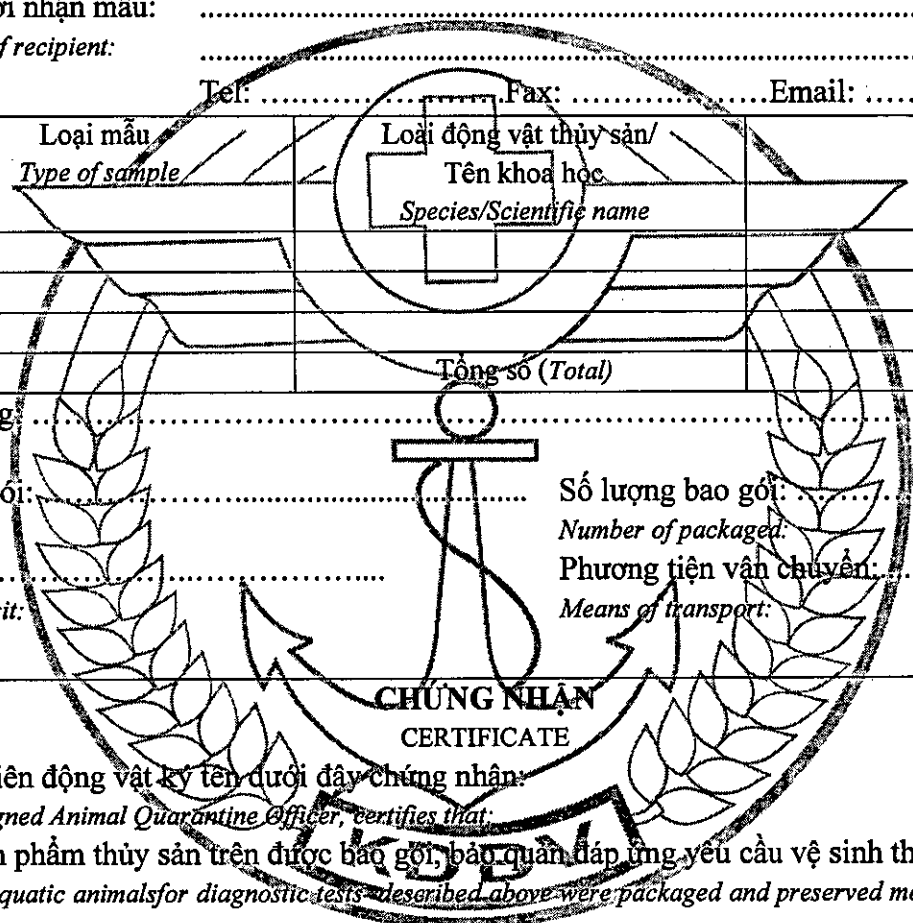 ời nhận mẫu: ........................................
f recipient: ........................................
Tel: .................... Fax: .................... Email: .....
Loại mẫu Loài động vật thủy sản/
Type of sample Tên khoa học
Species/Scientific name
Tổng số (Total)
g ........................................
ói: ........................................ Số lượng bao gói: ..........
Number of packaged:
........................................ Phương tiện vận chuyển: .....
it: Means of transport:
CHỨNG NHẬN
CERTIFICATE
iên động vật ký tên dưới đây chứng nhận:
gned Animal Quarantine Officer, certifies that:
KDDV
n phẩm thủy sản trên được bao gói, bảo quản đáp ứng yêu cầu vệ sinh th
quatic animalsfor diagnostic tests described above were packaged and preserved me